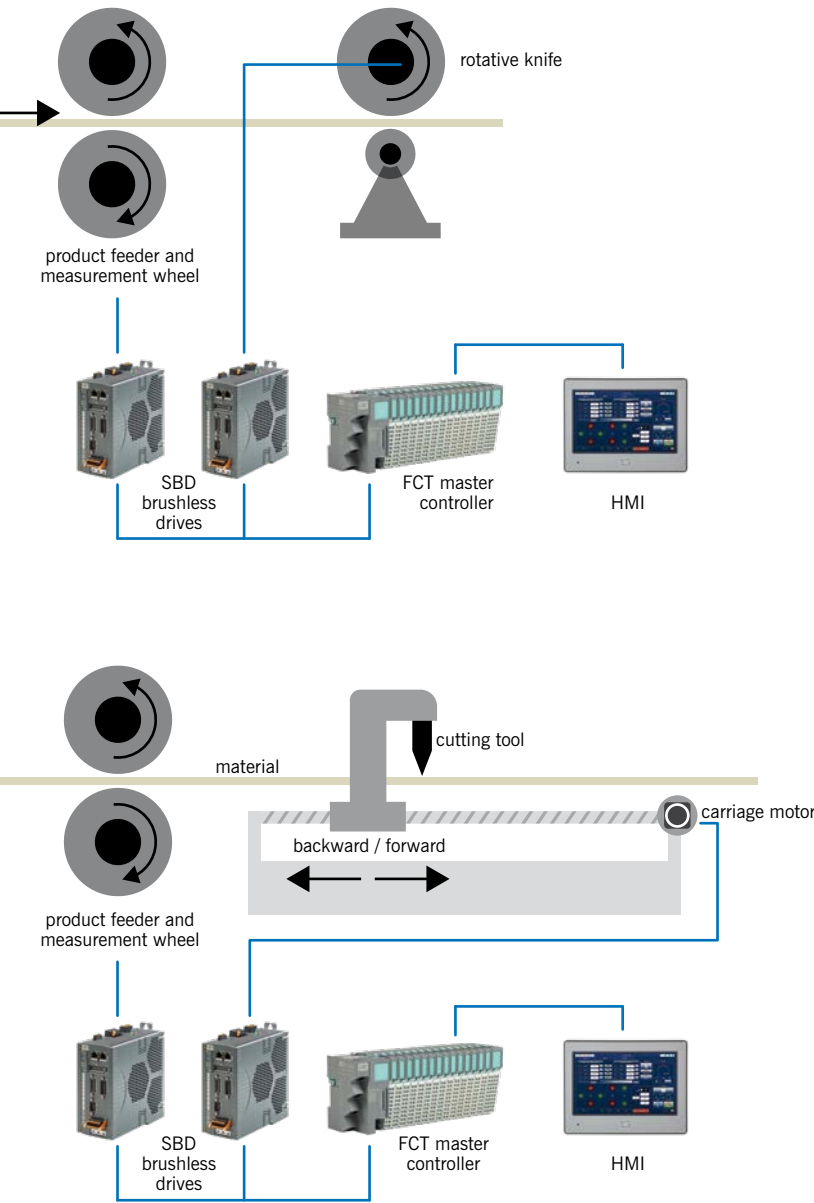 rotative knife
product feeder and
measurement wheel
SBD
brushless
drives
FCT master
controller
HMI
cutting tool
material
carriage motor
backward / forward
product feeder and
measurement wheel
SBD
brushless
drives
FCT master
controller
HMI